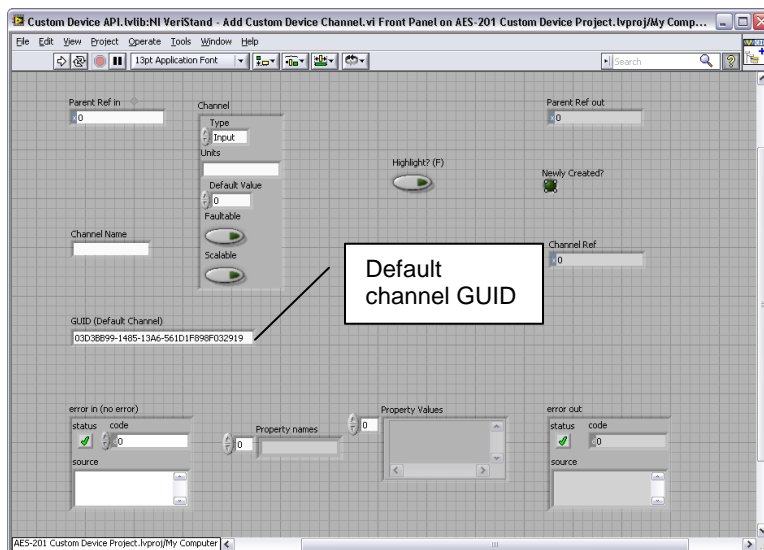 Custom Device API.lvlib:NI VeriStand - Add Custom Device Channel.vi Front Panel on AES-201 Custom Device Project.lvproj/My Comp...
File Edit View Project Operate Tools Window Help
13pt Application Font
Search
Parent Ref in
0
Channel
Type
Input
Units
Default Value
0
Faultable
Scalable
Highlight? (F)
Parent Ref out
0
Newly Created?
Channel Name
Channel Ref
0
Default
channel GUID
GUID (Default Channel)
03D3BB99-1485-13A6-561D1F898F032919
error in (no error)
status code
0
source
Property names
0
Property Values
0
error out
status code
0
source
AES-201 Custom Device Project.lvproj/My Computer